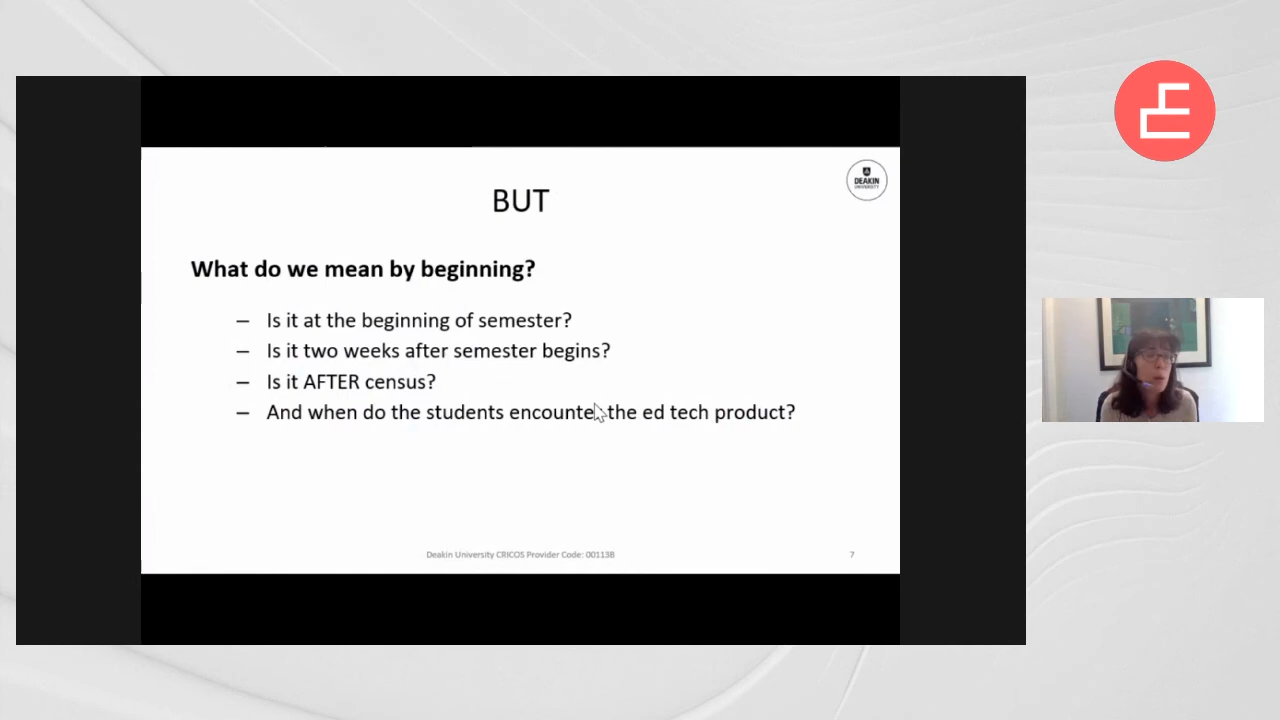 DEAKIN
UNIVERSITY
BUT
What do we mean by beginning?
– Is it at the beginning of semester?
– Is it two weeks after semester begins?
– Is it AFTER census?
– And when do the students encounter the ed tech product?
Deakin University CRICOS Provider Code: 00113B
7